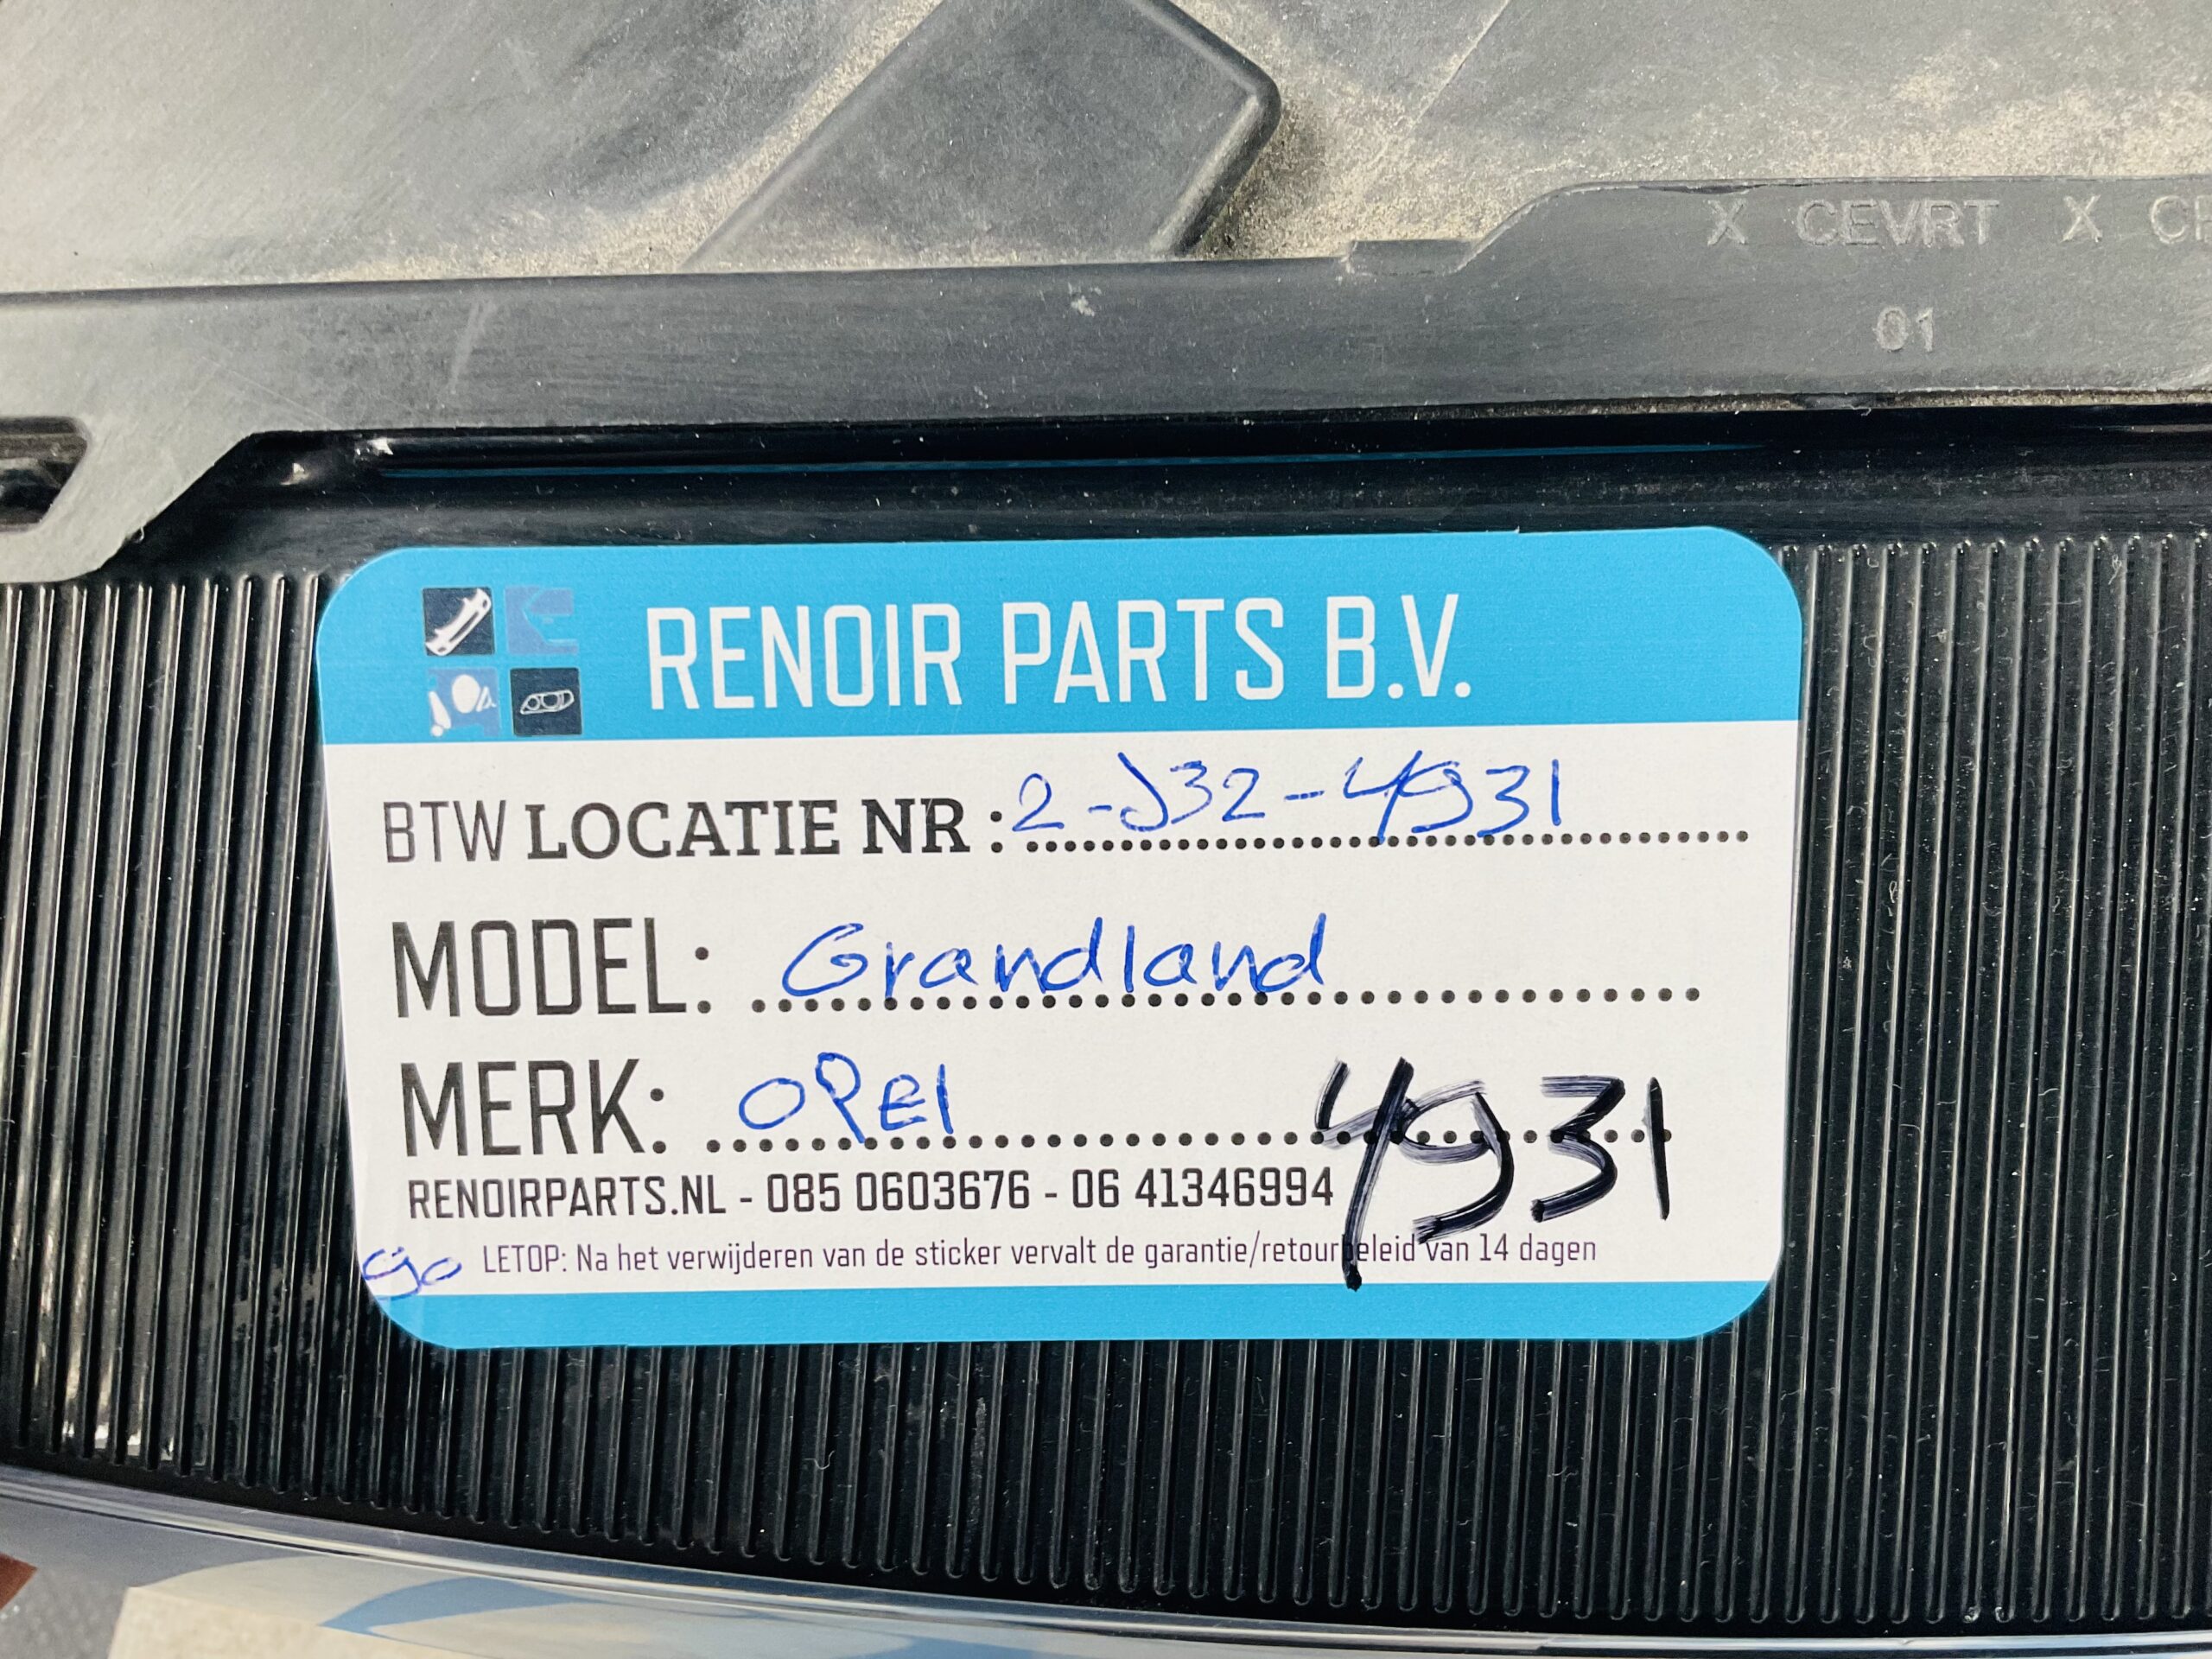 X CEVRT X
01
RENOIR PARTS B.V.
BTW LOCATIE NR : 2-J32-4931
MODEL: Grandland
MERK: OPEl
4931
RENOIRPARTS.NL - 085 0603676 - 06 41346994
go LETOP: Na het verwijderen van de sticker vervalt de garantie/retourbeleid van 14 dagen